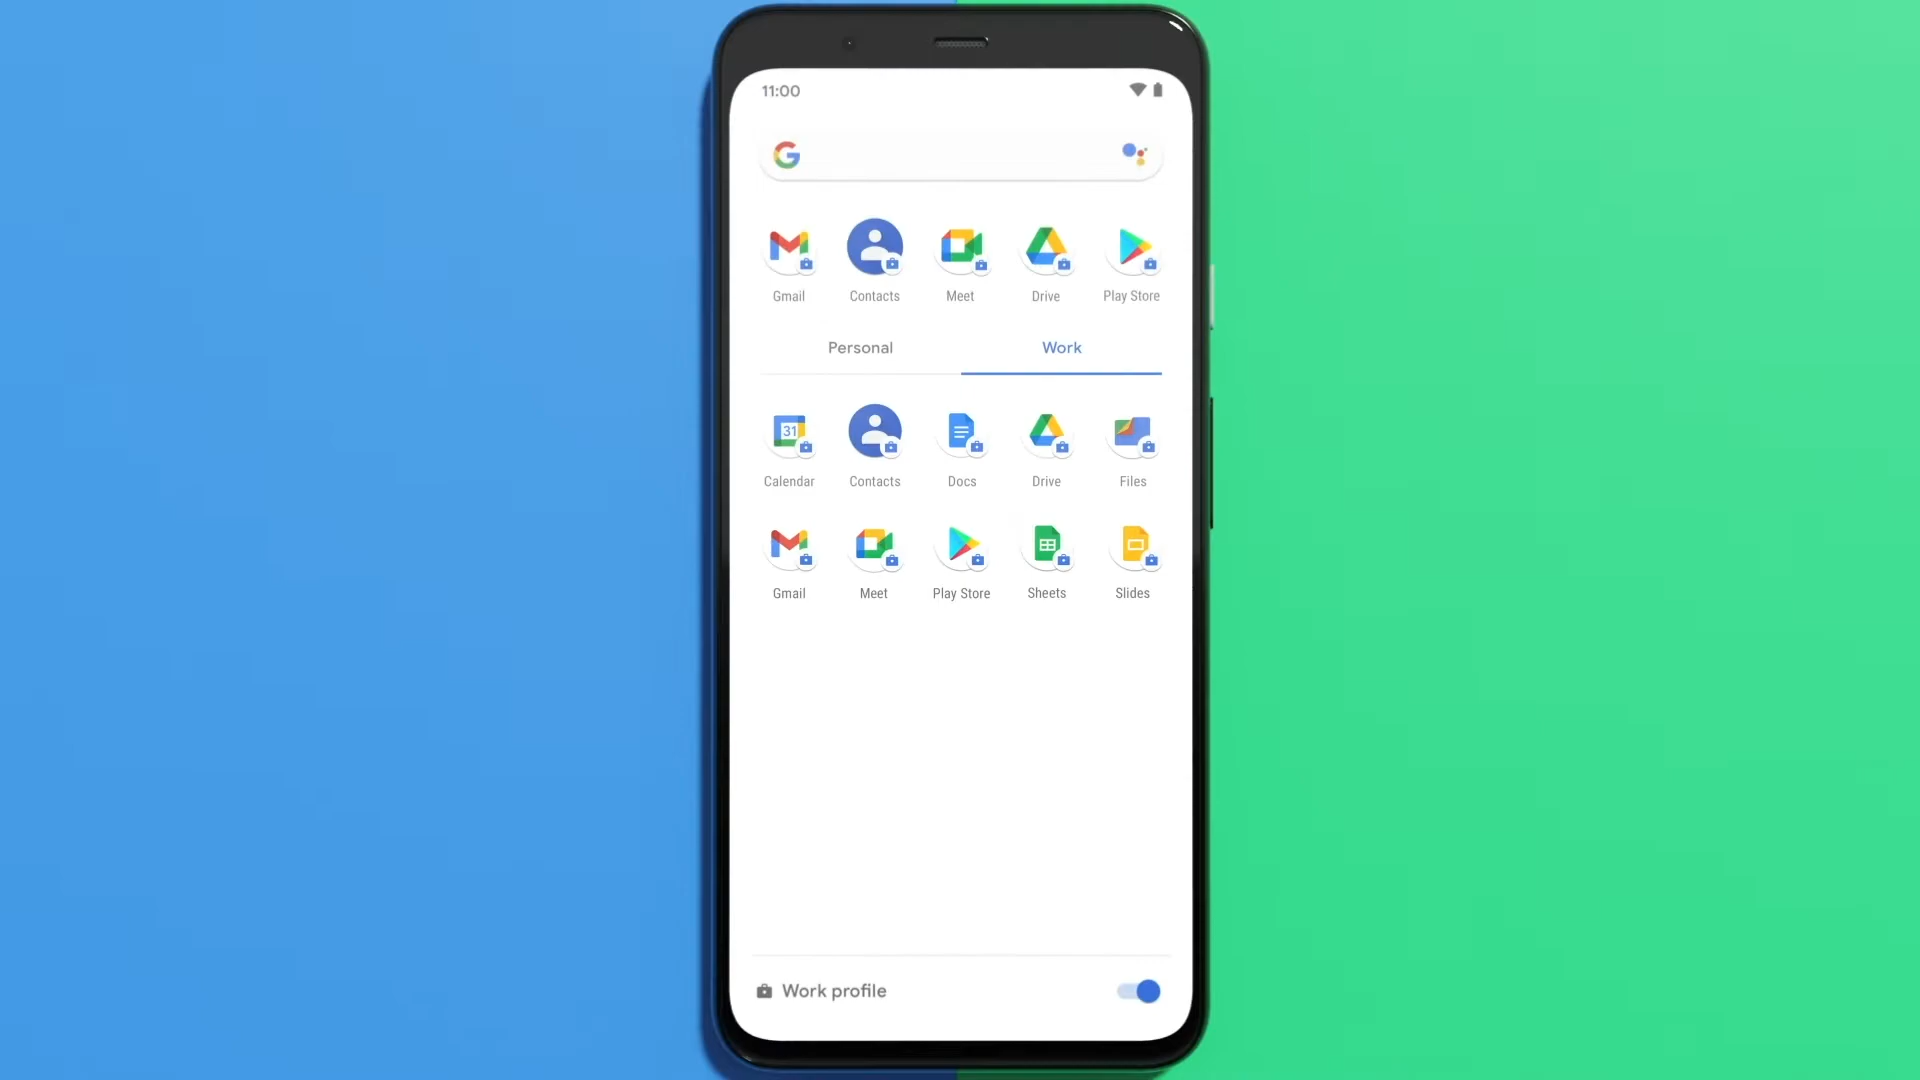 11:00
Gmail Contacts Meet Drive Play Store
Personal Work
31
Calendar Contacts Docs Drive Files
Gmail Meet Play Store Sheets Slides
Work profile